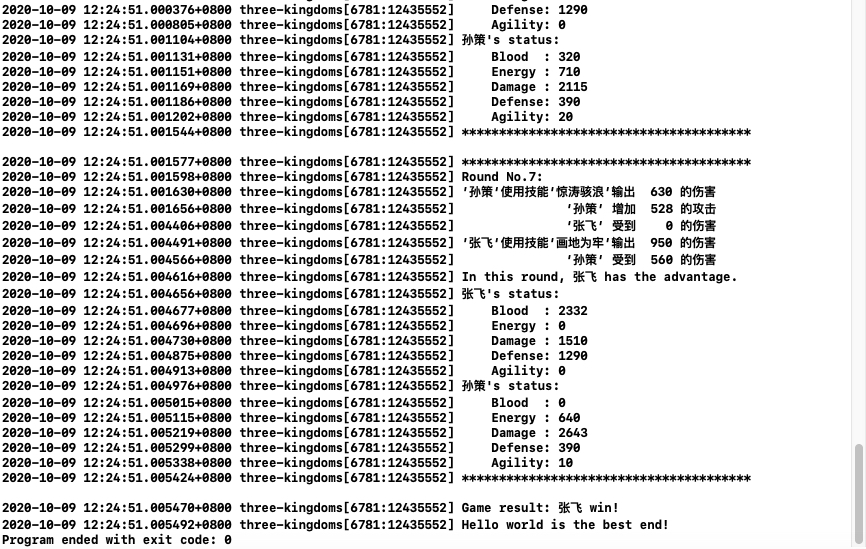 2020-10-09 12:24:51.000376+0800 three-kingdoms[6781:12435552]     Defense: 1290
2020-10-09 12:24:51.000805+0800 three-kingdoms[6781:12435552]     Agility: 0
2020-10-09 12:24:51.001104+0800 three-kingdoms[6781:12435552] 孙策's status:
2020-10-09 12:24:51.001131+0800 three-kingdoms[6781:12435552]     Blood  : 320
2020-10-09 12:24:51.001151+0800 three-kingdoms[6781:12435552]     Energy : 710
2020-10-09 12:24:51.001169+0800 three-kingdoms[6781:12435552]     Damage : 2115
2020-10-09 12:24:51.001186+0800 three-kingdoms[6781:12435552]     Defense: 390
2020-10-09 12:24:51.001202+0800 three-kingdoms[6781:12435552]     Agility: 20
2020-10-09 12:24:51.001544+0800 three-kingdoms[6781:12435552] ***************************************
2020-10-09 12:24:51.001577+0800 three-kingdoms[6781:12435552] ***************************************
2020-10-09 12:24:51.001598+0800 three-kingdoms[6781:12435552] Round No.7:
2020-10-09 12:24:51.001630+0800 three-kingdoms[6781:12435552] ‘孙策’使用技能‘惊涛骇浪’输出  630 的伤害
2020-10-09 12:24:51.001656+0800 three-kingdoms[6781:12435552]               ‘孙策’ 增加  528 的攻击
2020-10-09 12:24:51.004406+0800 three-kingdoms[6781:12435552]               ‘张飞’ 受到    0 的伤害
2020-10-09 12:24:51.004491+0800 three-kingdoms[6781:12435552] ‘张飞’使用技能‘画地为牢’输出  950 的伤害
2020-10-09 12:24:51.004566+0800 three-kingdoms[6781:12435552]               ‘孙策’ 受到  560 的伤害
2020-10-09 12:24:51.004616+0800 three-kingdoms[6781:12435552] In this round, 张飞 has the advantage.
2020-10-09 12:24:51.004656+0800 three-kingdoms[6781:12435552] 张飞's status:
2020-10-09 12:24:51.004677+0800 three-kingdoms[6781:12435552]     Blood  : 2332
2020-10-09 12:24:51.004696+0800 three-kingdoms[6781:12435552]     Energy : 0
2020-10-09 12:24:51.004730+0800 three-kingdoms[6781:12435552]     Damage : 1510
2020-10-09 12:24:51.004875+0800 three-kingdoms[6781:12435552]     Defense: 1290
2020-10-09 12:24:51.004913+0800 three-kingdoms[6781:12435552]     Agility: 0
2020-10-09 12:24:51.004976+0800 three-kingdoms[6781:12435552] 孙策's status:
2020-10-09 12:24:51.005015+0800 three-kingdoms[6781:12435552]     Blood  : 0
2020-10-09 12:24:51.005115+0800 three-kingdoms[6781:12435552]     Energy : 640
2020-10-09 12:24:51.005219+0800 three-kingdoms[6781:12435552]     Damage : 2643
2020-10-09 12:24:51.005299+0800 three-kingdoms[6781:12435552]     Defense: 390
2020-10-09 12:24:51.005338+0800 three-kingdoms[6781:12435552]     Agility: 10
2020-10-09 12:24:51.005424+0800 three-kingdoms[6781:12435552] ***************************************
2020-10-09 12:24:51.005470+0800 three-kingdoms[6781:12435552] Game result: 张飞 win!
2020-10-09 12:24:51.005492+0800 three-kingdoms[6781:12435552] Hello world is the best end!
Program ended with exit code: 0